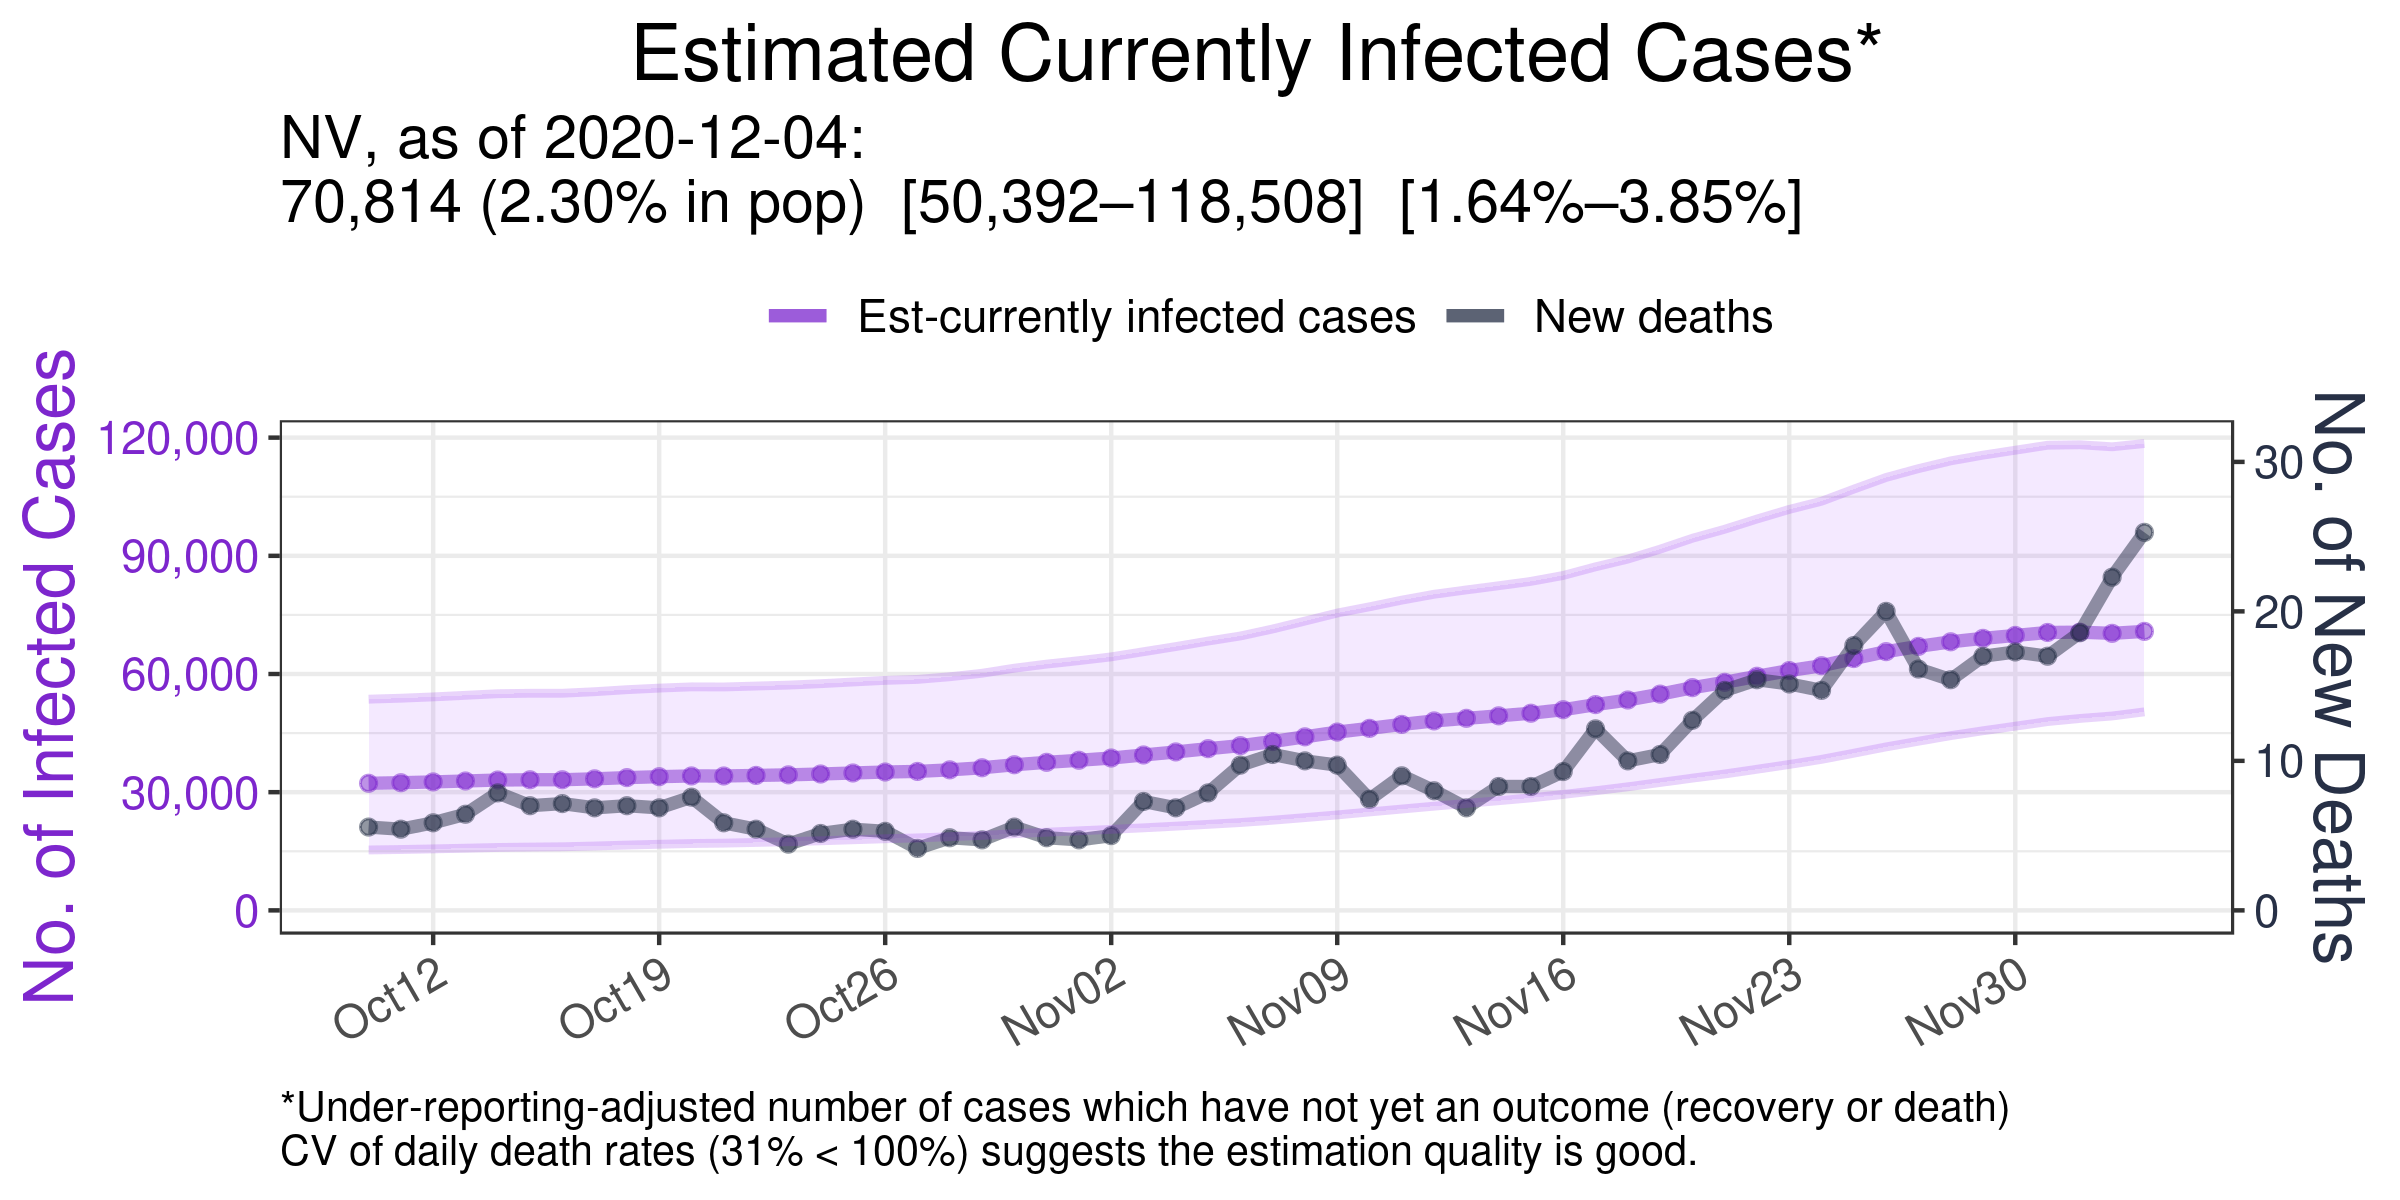 Estimated Currently Infected Cases*
NV, as of 2020-12-04:
70,814 (2.30% in pop)  [50,392–118,508]  [1.64%–3.85%]
Est-currently infected cases
New deaths
No. of Infected Cases
120,000
90,000
60,000
30,000
0
30
20
10
0
No. of New Deaths
Oct12
Oct19
Oct26
Nov02
Nov09
Nov16
Nov23
Nov30
*Under-reporting-adjusted number of cases which have not yet an outcome (recovery or death)
CV of daily death rates (31% < 100%) suggests the estimation quality is good.